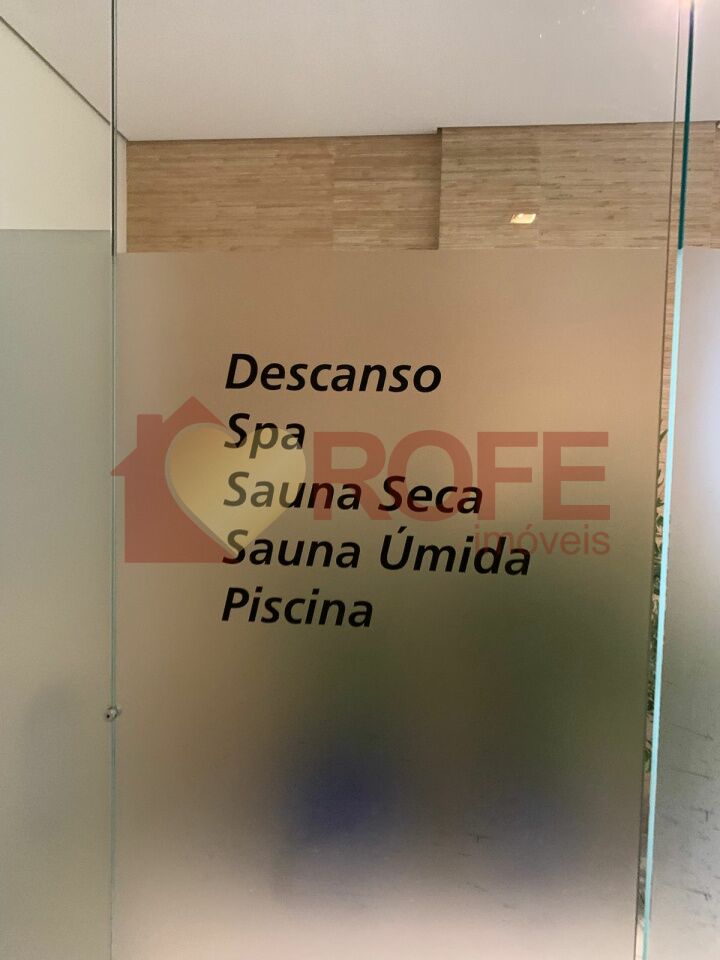 Descanso
Spa
Sauna Seca
Sauna Úmida
Piscina
ROFE
imóveis